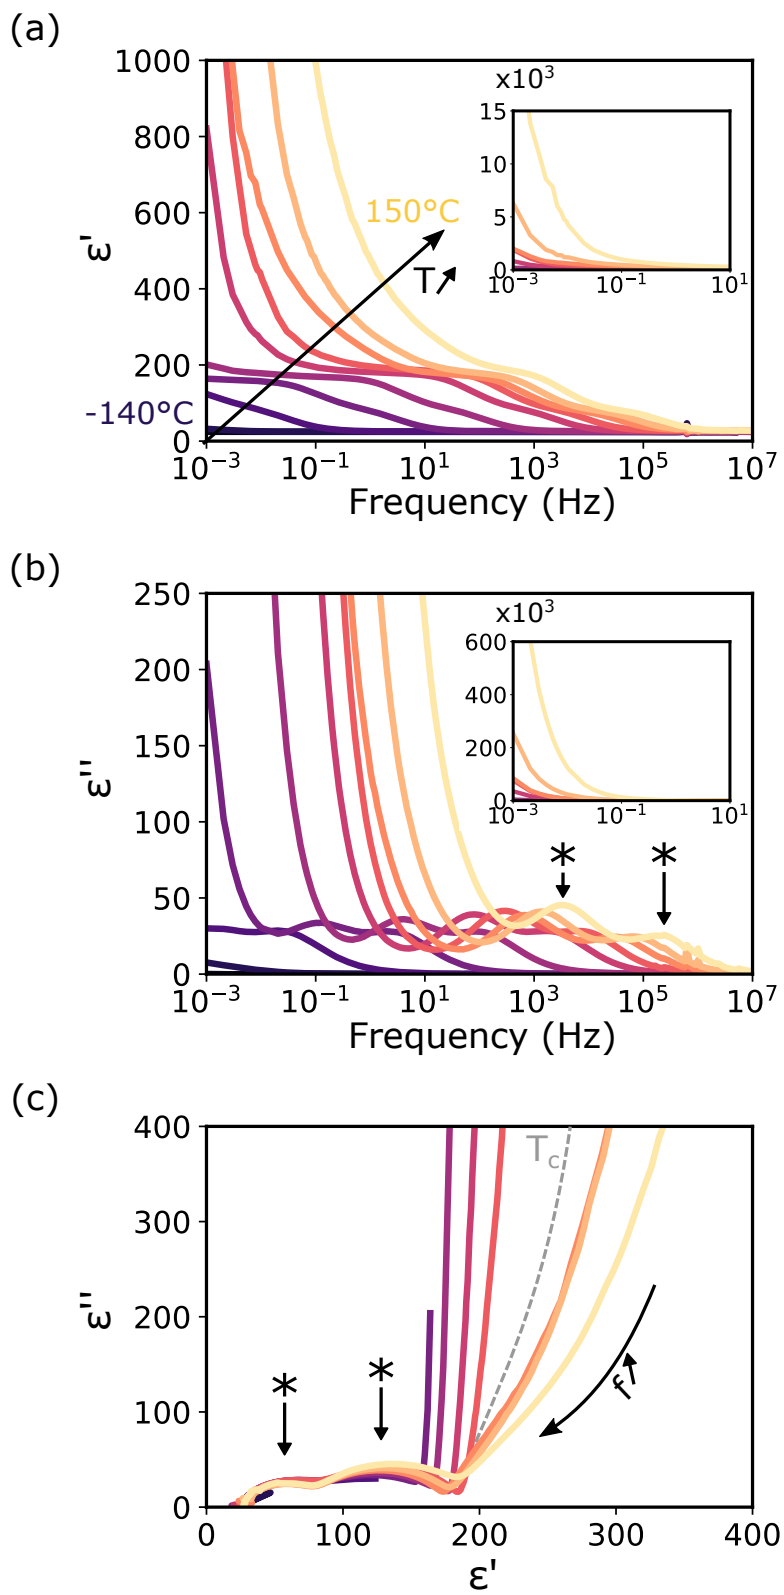 (a)
1000
800
600
400
200
0
ε'
150°C
T
-140°C
x10³
15
10
5
0
10⁻³ 10⁻¹ 10¹
10⁻³ 10⁻¹ 10¹ 10³ 10⁵ 10⁷
Frequency (Hz)
(b)
250
200
150
100
50
0
ε''
x10³
600
400
200
0
10⁻³ 10⁻¹ 10¹
* *
10⁻³ 10⁻¹ 10¹ 10³ 10⁵ 10⁷
Frequency (Hz)
(c)
400
300
200
100
0
ε''
T_c
f
* *
0 100 200 300 400
ε'